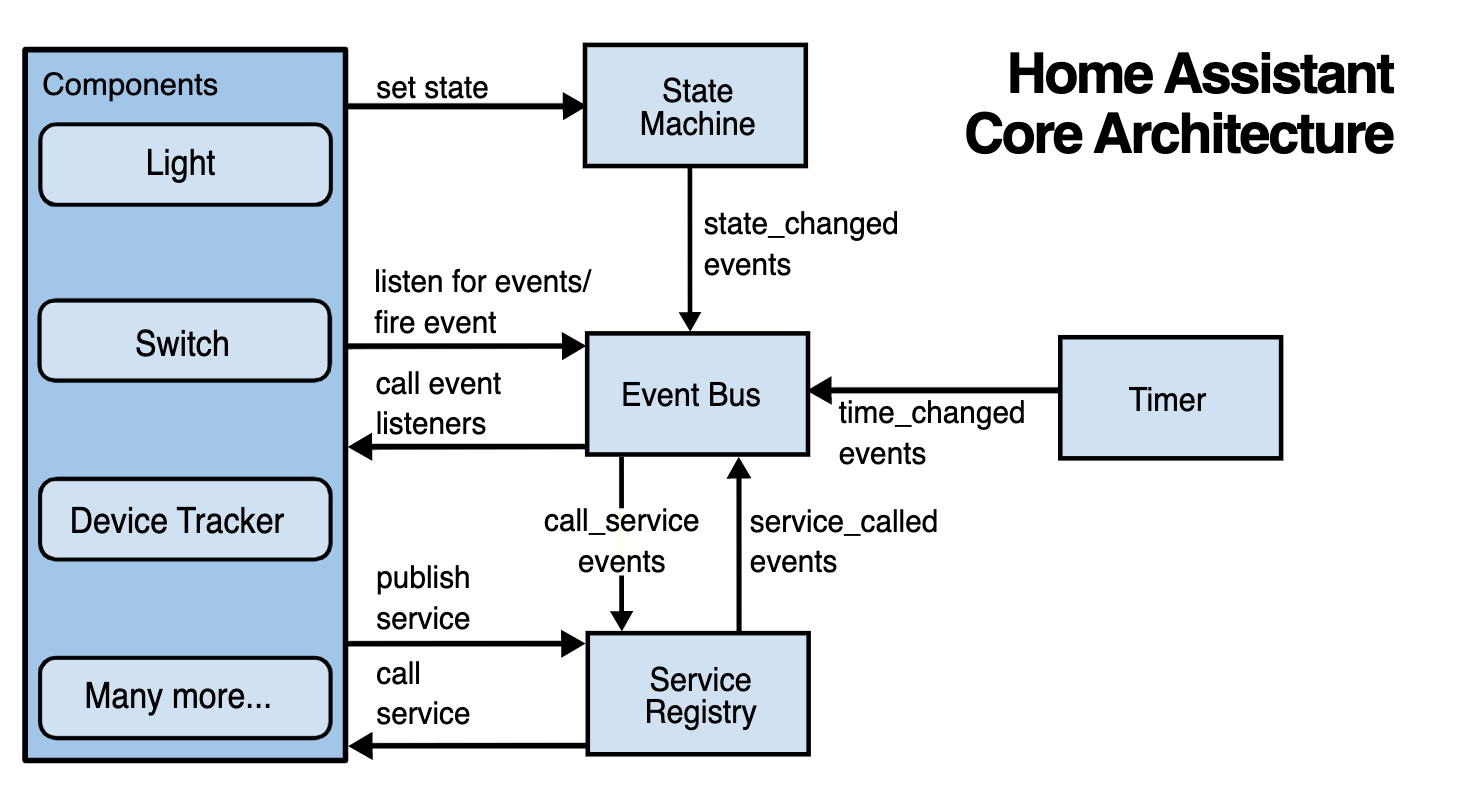 Home Assistant
Core Architecture
Components
Light
Switch
Device Tracker
Many more...
set state
State
Machine
state_changed
events
listen for events/
fire event
call event
listeners
Event Bus
time_changed
events
Timer
call_service
events
service_called
events
publish
service
call
service
Service
Registry